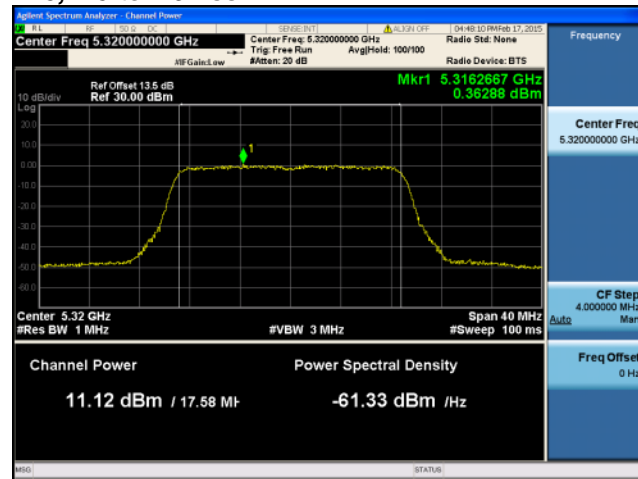 Agilent Spectrum Analyzer - Channel Power
RL RF 50 Ω DC SENSE:INT ALIGN OFF 04:48:10 PM Feb 17, 2015
Center Freq 5.320000000 GHz Center Freq: 5.320000000 GHz Radio Std: None Frequency
Trig: Free Run Avg|Hold: 100/100
#IFGain:Low #Atten: 20 dB Radio Device: BTS
Ref Offset 13.5 dB Mkr1 5.3162667 GHz
10 dB/div Ref 30.00 dBm 0.36288 dBm
Log
20.0
10.0
0.00
-10.0
-20.0
-30.0
-40.0
-50.0
-60.0
1
Center Freq
5.320000000 GHz
Center 5.32 GHz Span 40 MHz
#Res BW 1 MHz #VBW 3 MHz #Sweep 100 ms
CF Step
4.000000 MHz
Auto Man
Channel Power Power Spectral Density
11.12 dBm / 17.58 MH -61.33 dBm /Hz
Freq Offset
0 Hz
MSG STATUS